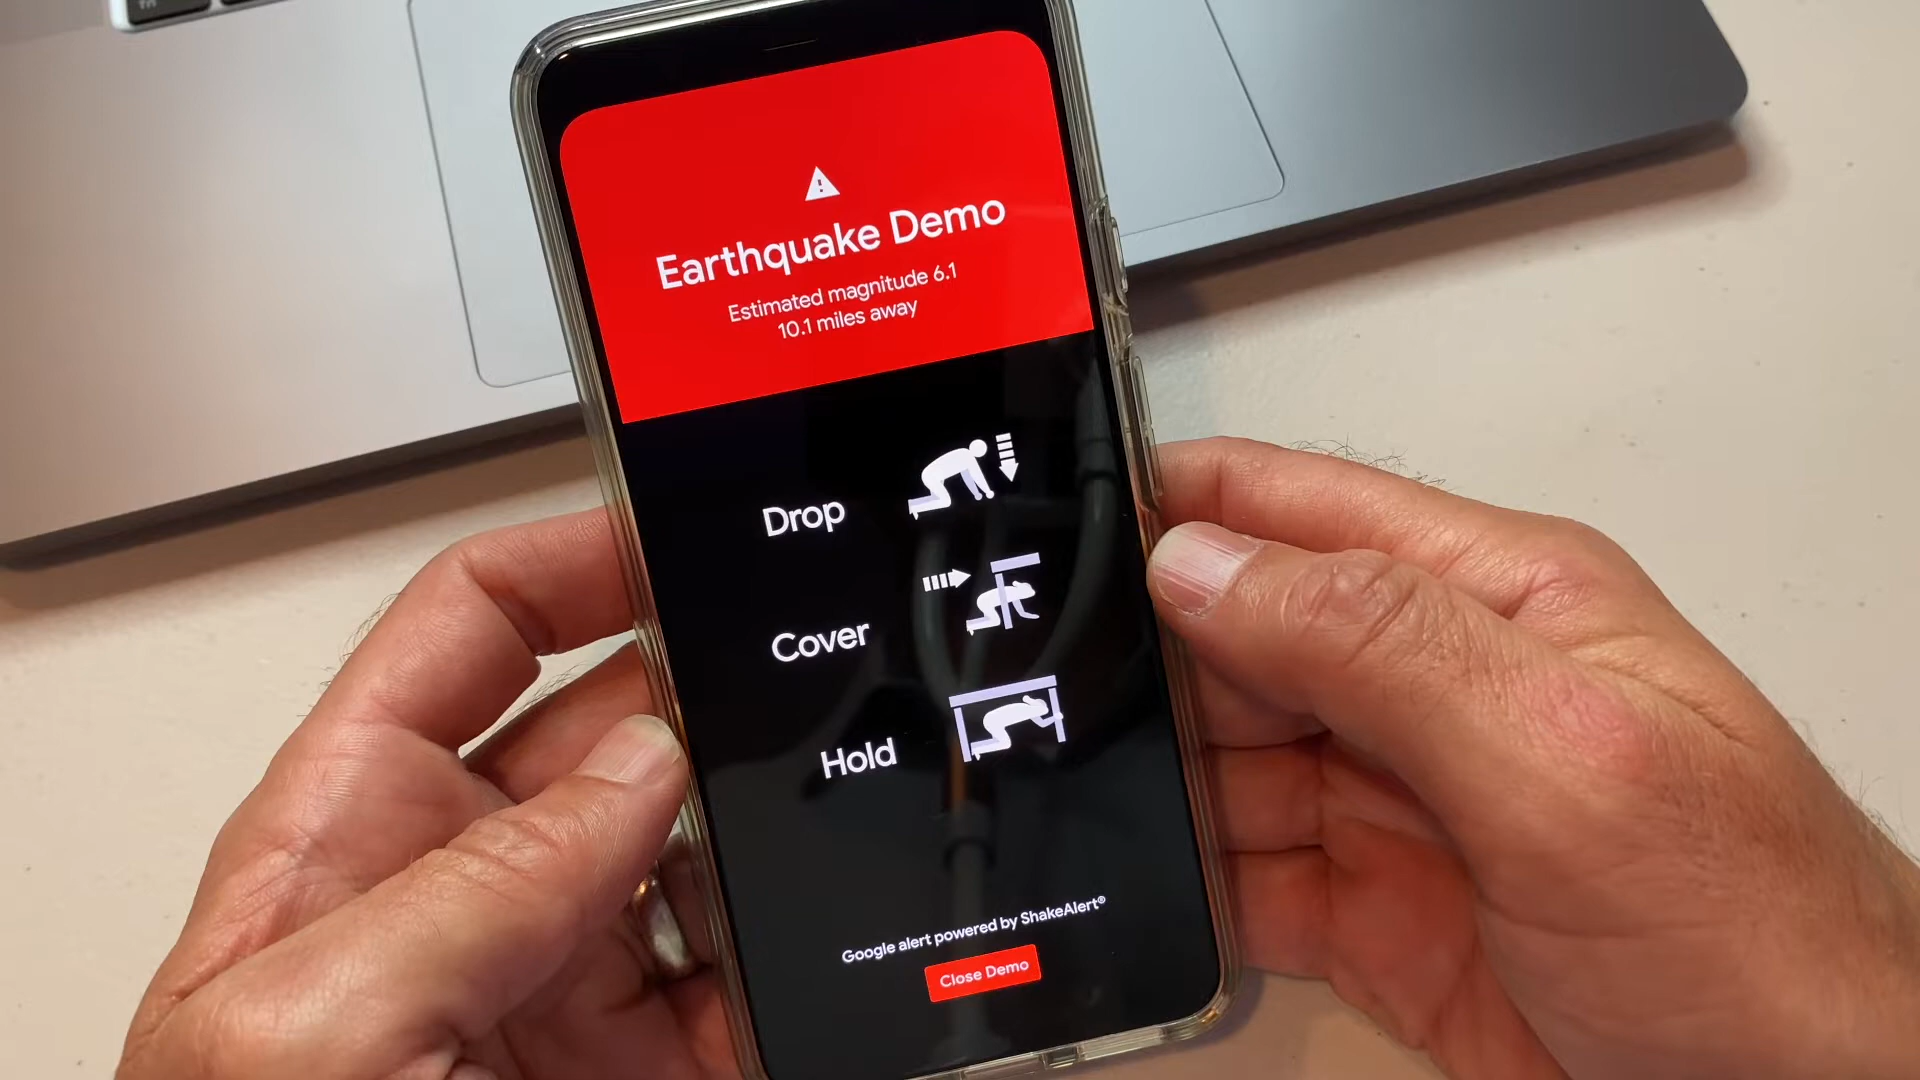 Earthquake Demo
Estimated magnitude 6.1
10.1 miles away
Drop
Cover
Hold
Google alert powered by ShakeAlert®
Close Demo